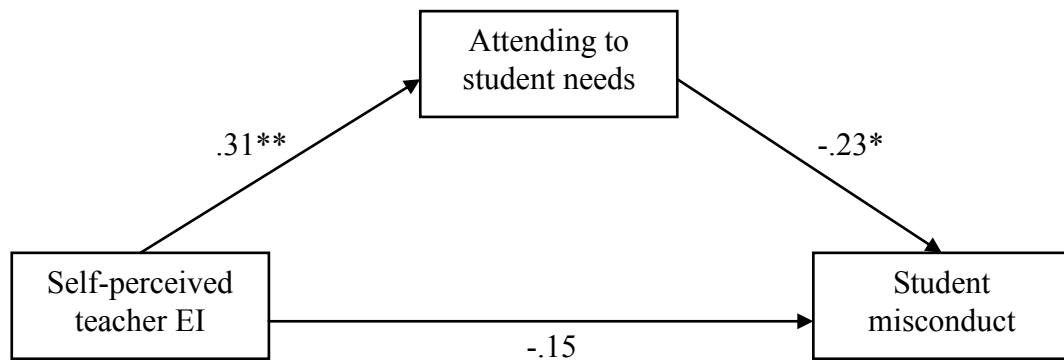 Attending to
student needs
.31**
-.23*
Self-perceived
teacher EI
Student
misconduct
-.15